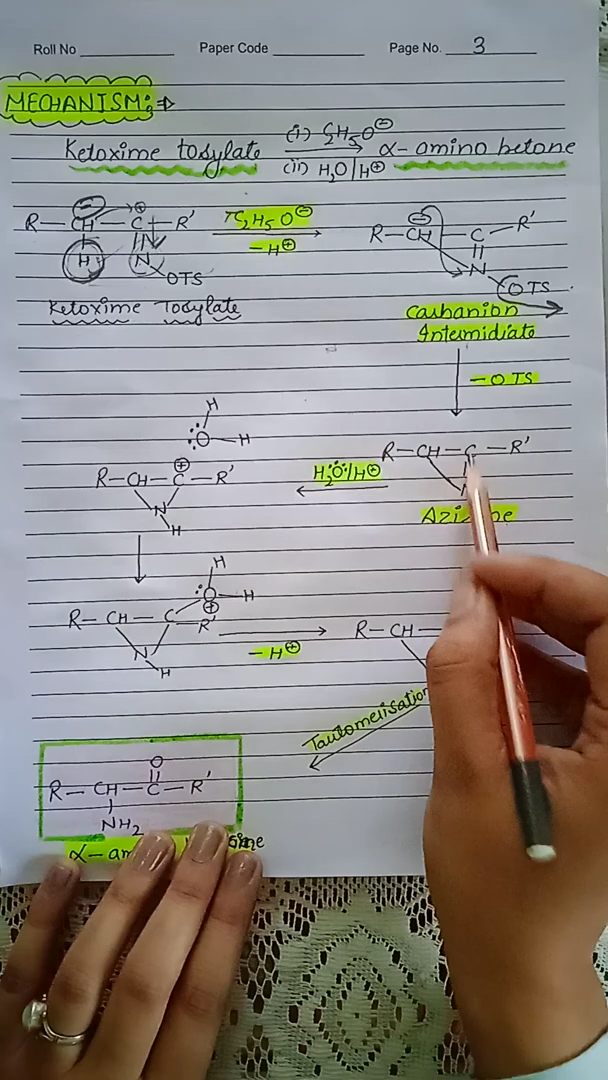 Roll No
Paper Code
Page No. 3
MECHANISM:⇒
Ketoxime tosylate (i) C2H5O⊖ α-amino ketone
(ii) H2O/H⊕
R—CH—C—R' C2H5O⊖ R—CH—C—R'
H N OTS −H⊕ N OTS
Ketoxime Tosylate
Carbanion
Intermidiate
−OTS
H
O—H
R—CH—C—R'
R—CH—C—R' H2O/H⊕
N
H
H
O—H
R—CH—C—R' −H⊕ R—CH—
N
H
Tautomerisation
O
R—CH—C—R'
NH2